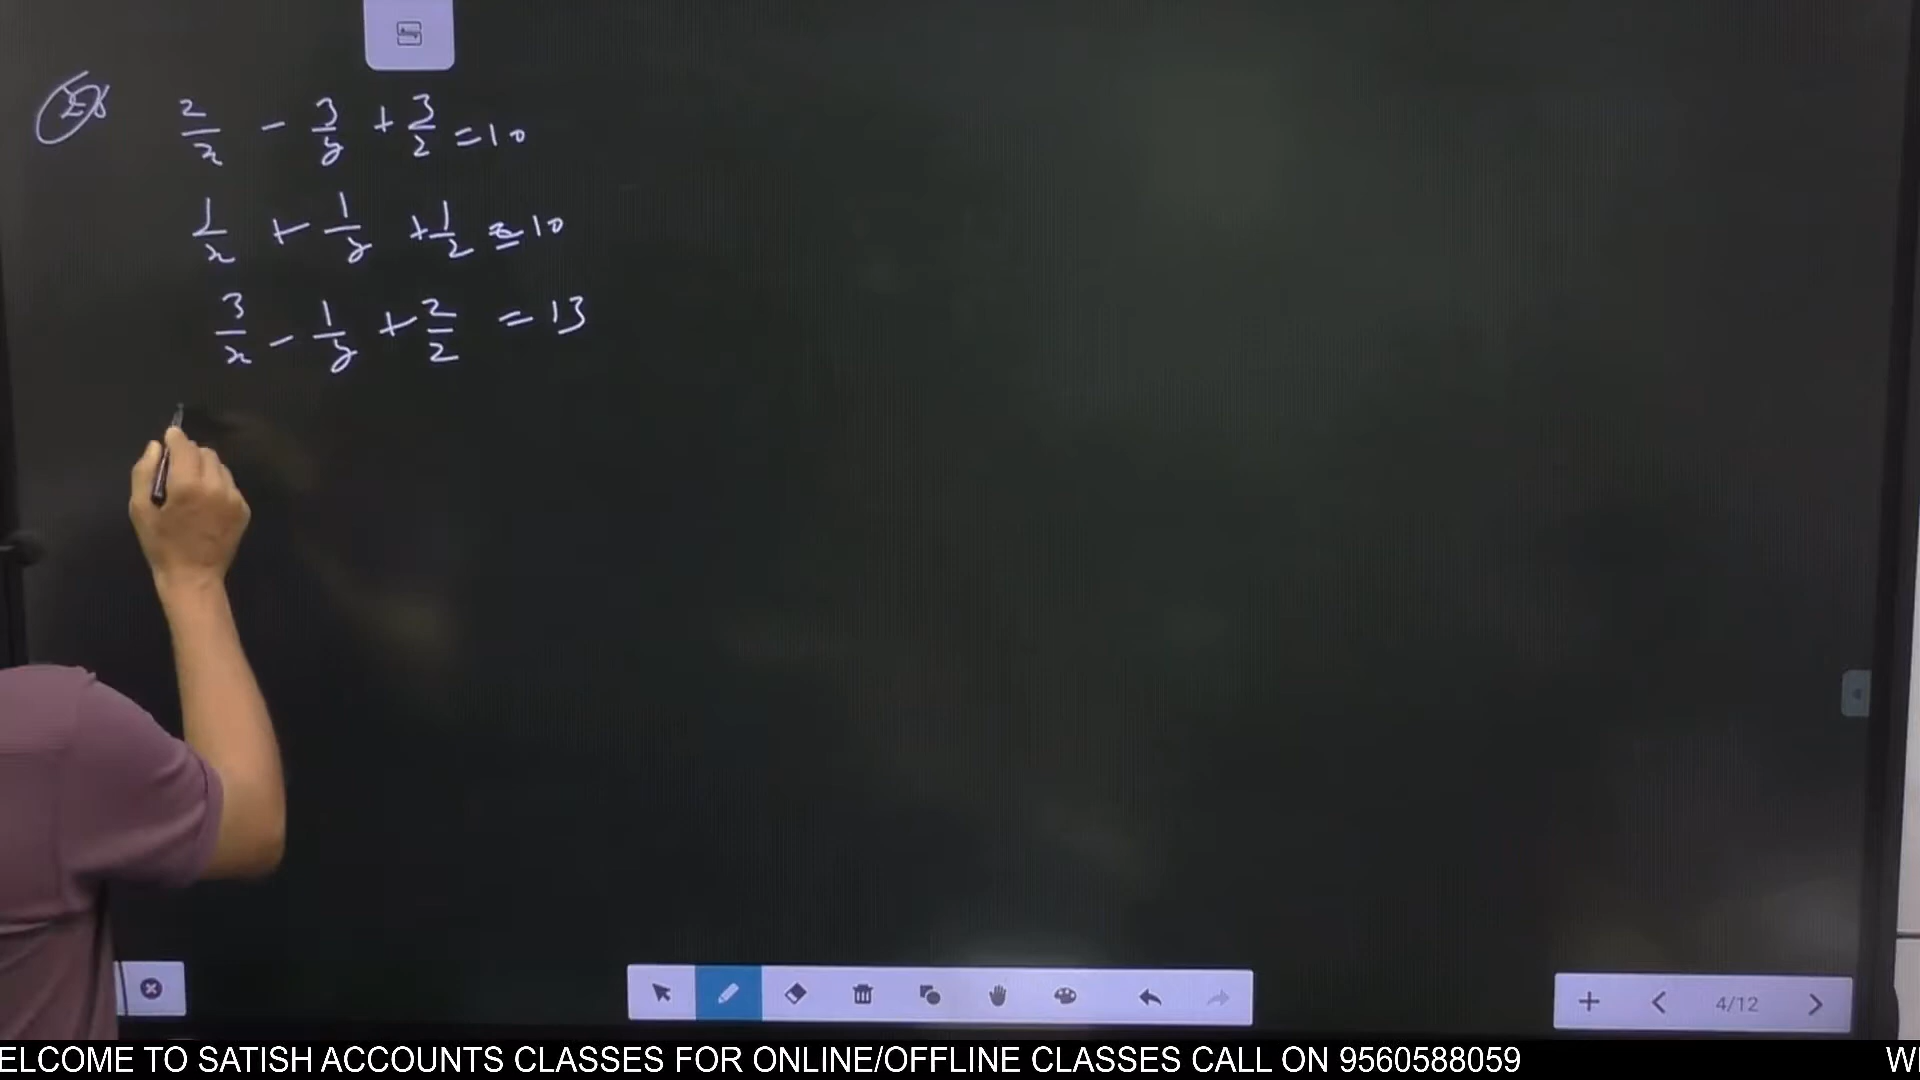 2/x - 3/y + 3/z = 10
1/x + 1/y + 1/z = 10
3/x - 1/y + 2/z = 13
4/12
ELCOME TO SATISH ACCOUNTS CLASSES FOR ONLINE/OFFLINE CLASSES CALL ON 9560588059 WE